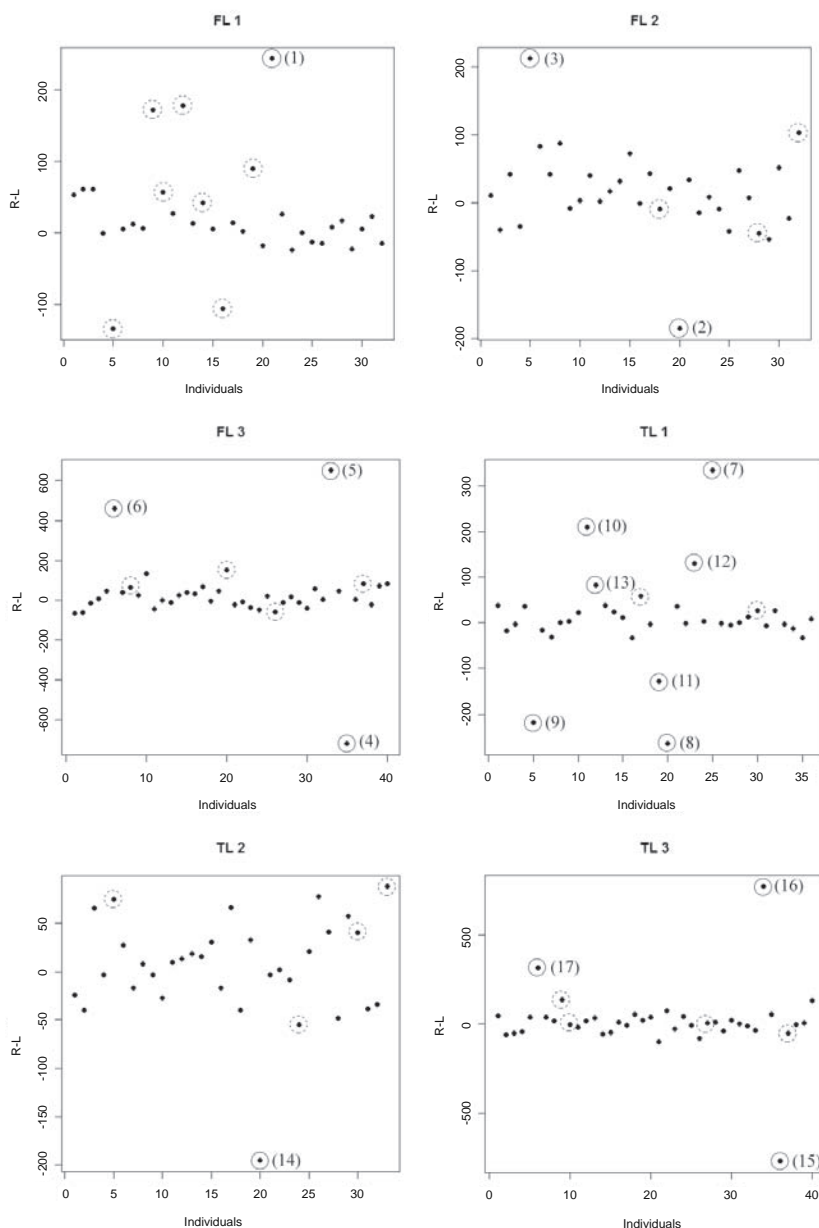 FL 1
200
100
0
-100
R-L
(1)
0 5 10 15 20 25 30
Individuals
FL 2
200
100
0
-100
-200
R-L
(3)
(2)
0 5 10 15 20 25 30
Individuals
FL 3
600
400
200
0
-200
-600
R-L
(5)
(6)
(4)
0 10 20 30 40
Individuals
TL 1
300
200
100
0
-100
-200
R-L
(7)
(10)
(12)
(13)
(11)
(9)
(8)
0 5 10 15 20 25 30 35
Individuals
TL 2
50
0
-50
-100
-150
-200
R-L
(14)
0 5 10 15 20 25 30
Individuals
TL 3
500
0
-500
R-L
(16)
(17)
(15)
0 10 20 30 40
Individuals